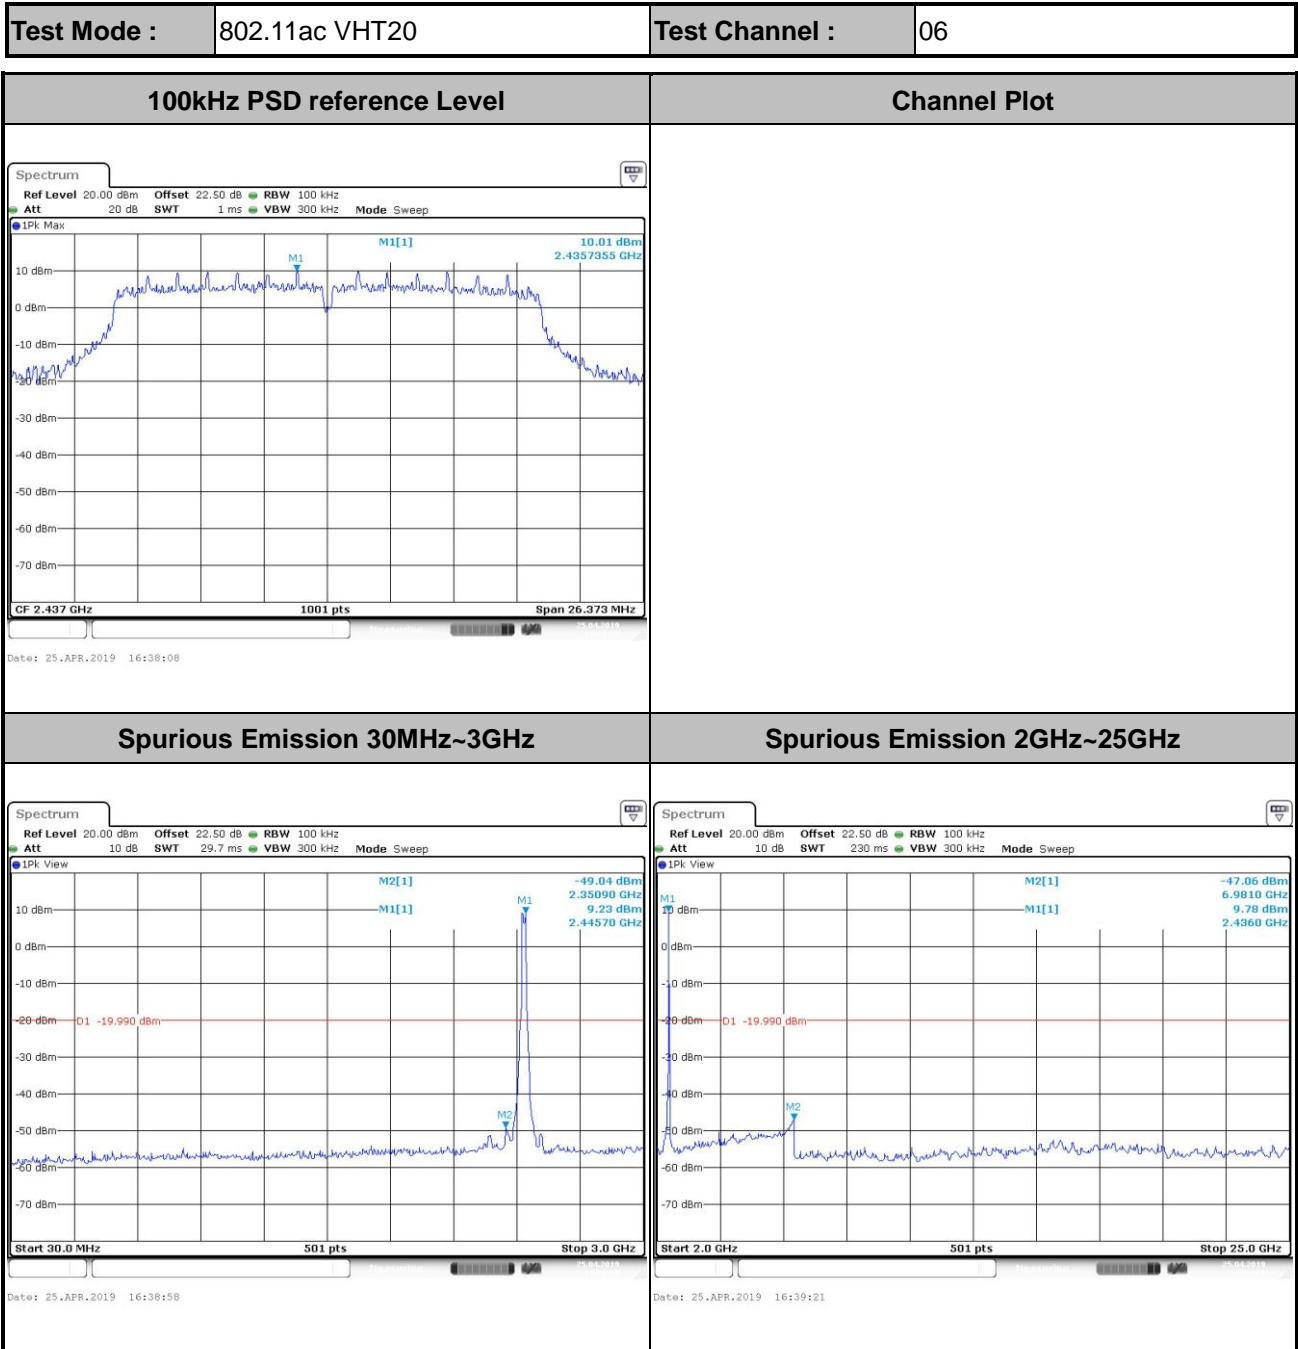 Test Mode : 802.11ac VHT20 Test Channel : 06
100kHz PSD reference Level Channel Plot
Spectrum
Ref Level 20.00 dBm Offset 22.50 dB RBW 100 kHz
Att 20 dB SWT 1 ms VBW 300 kHz Mode Sweep
1Pk Max
M1[1] 10.01 dBm
2.4357355 GHz
M1
10 dBm
0 dBm
-10 dBm
-20 dBm
-30 dBm
-40 dBm
-50 dBm
-60 dBm
-70 dBm
CF 2.437 GHz 1001 pts Span 26.373 MHz
Date: 25.APR.2019 16:38:08
Spurious Emission 30MHz~3GHz Spurious Emission 2GHz~25GHz
Spectrum
Ref Level 20.00 dBm Offset 22.50 dB RBW 100 kHz
Att 10 dB SWT 29.7 ms VBW 300 kHz Mode Sweep
1Pk View
M2[1] -49.04 dBm
2.35090 GHz
M1
10 dBm M1[1] 9.23 dBm
2.44570 GHz
0 dBm
-10 dBm
-20 dBm D1 -19.990 dBm
-30 dBm
-40 dBm
M2
-50 dBm
-60 dBm
-70 dBm
Start 30.0 MHz 501 pts Stop 3.0 GHz
Date: 25.APR.2019 16:38:58
Spectrum
Ref Level 20.00 dBm Offset 22.50 dB RBW 100 kHz
Att 10 dB SWT 230 ms VBW 300 kHz Mode Sweep
1Pk View
M2[1] -47.06 dBm
6.9810 GHz
M1
10 dBm M1[1] 9.78 dBm
2.4360 GHz
0 dBm
-10 dBm
-20 dBm D1 -19.990 dBm
-30 dBm
-40 dBm
M2
-50 dBm
-60 dBm
-70 dBm
Start 2.0 GHz 501 pts Stop 25.0 GHz
Date: 25.APR.2019 16:39:21